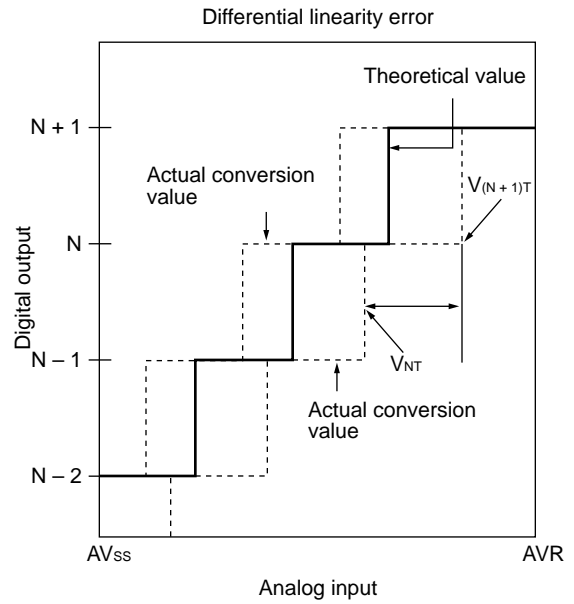 Differential linearity error
Theoretical value
N + 1
Actual conversion
value
V(N + 1)T
N
Digital output
N – 1
VNT
Actual conversion
value
N – 2
AVSS
AVR
Analog input